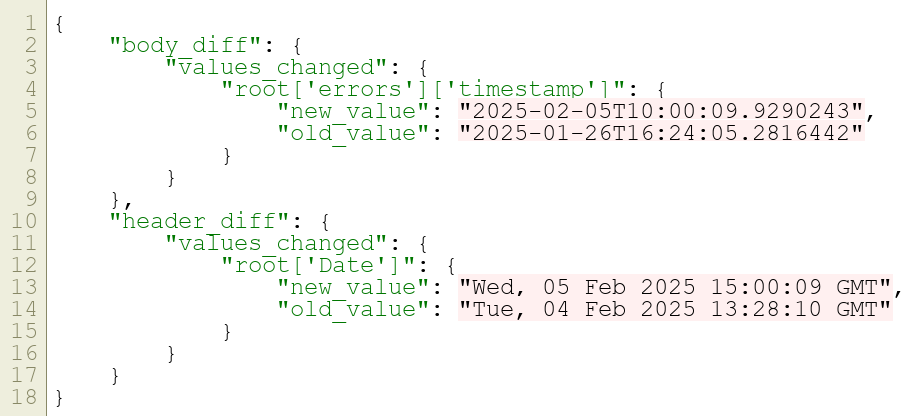 1 {
2     "body_diff": {
3         "values_changed": {
4             "root['errors']['timestamp']": {
5                 "new_value": "2025-02-05T10:00:09.9290243",
6                 "old_value": "2025-01-26T16:24:05.2816442"
7             }
8         }
9     },
10     "header_diff": {
11         "values_changed": {
12             "root['Date']": {
13                 "new_value": "Wed, 05 Feb 2025 15:00:09 GMT",
14                 "old_value": "Tue, 04 Feb 2025 13:28:10 GMT"
15             }
16         }
17     }
18 }